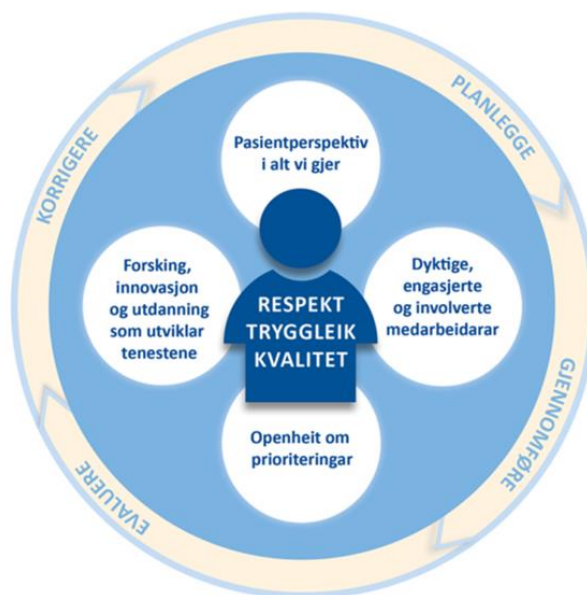 PLANLEGGE
GJENNOMFØRE
EVALUERE
KORRIGERE
Pasientperspektiv
i alt vi gjer
Forsking,
innovasjon
og utdanning
som utviklar
tenestene
RESPEKT
TRYGGLEIK
KVALITET
Dyktige,
engasjerte
og involverte
medarbeidarar
Openheit om
prioriteringar